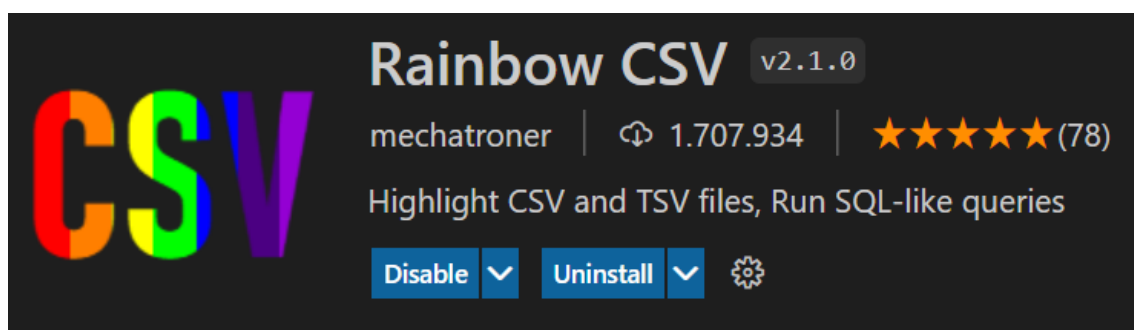 CSV
Rainbow CSV v2.1.0
mechatroner 1.707.934 (78)
Highlight CSV and TSV files, Run SQL-like queries
Disable Uninstall